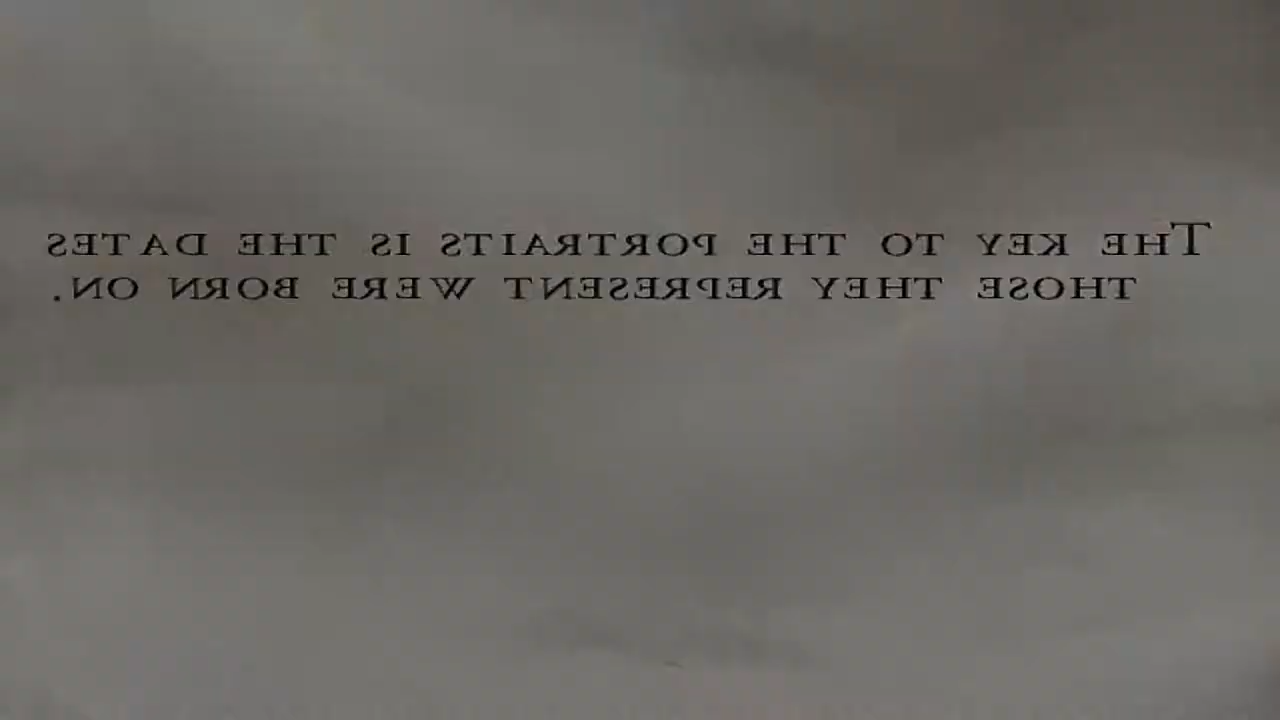 The key to the portraits is the dates
those they represent were born on.